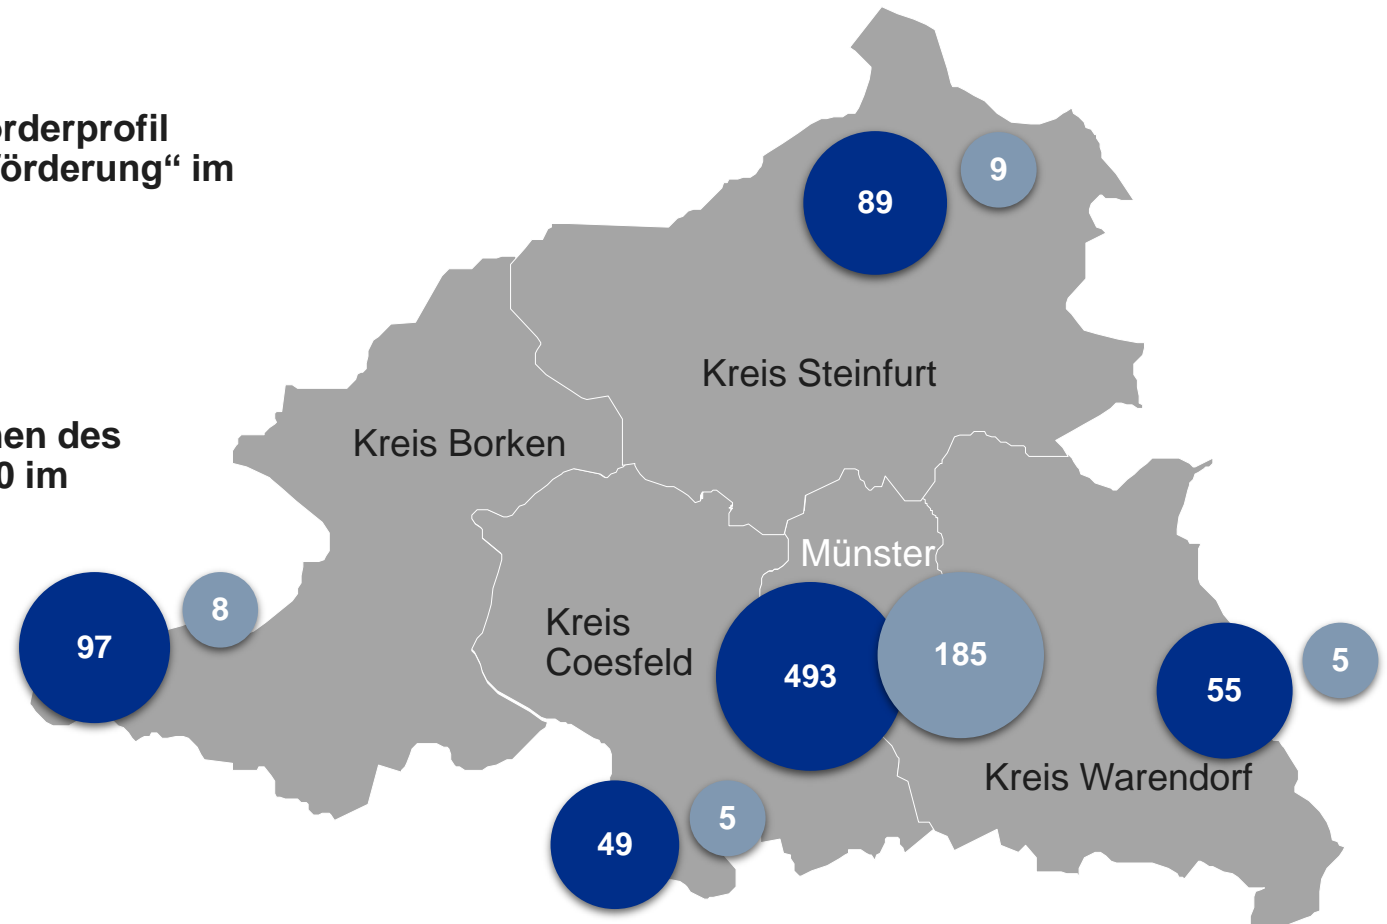 örderprofil
förderung“ im
89
9
Kreis Steinfurt
nen des
0 im
Kreis Borken
Münster
97
8
Kreis
Coesfeld
493
185
55
5
Kreis Warendorf
49
5